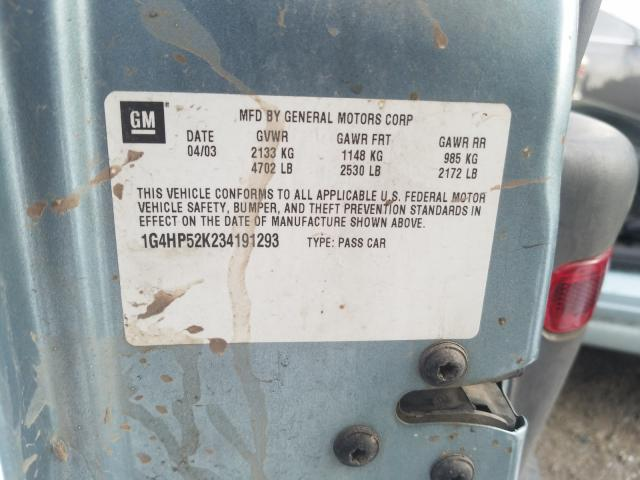 GM MFD BY GENERAL MOTORS CORP
DATE GVWR GAWR FRT GAWR RR
04/03 2133 KG 1148 KG 985 KG
4702 LB 2530 LB 2172 LB
THIS VEHICLE CONFORMS TO ALL APPLICABLE U.S. FEDERAL MOTOR
VEHICLE SAFETY, BUMPER, AND THEFT PREVENTION STANDARDS IN
EFFECT ON THE DATE OF MANUFACTURE SHOWN ABOVE.
1G4HP52K234191293 TYPE: PASS CAR